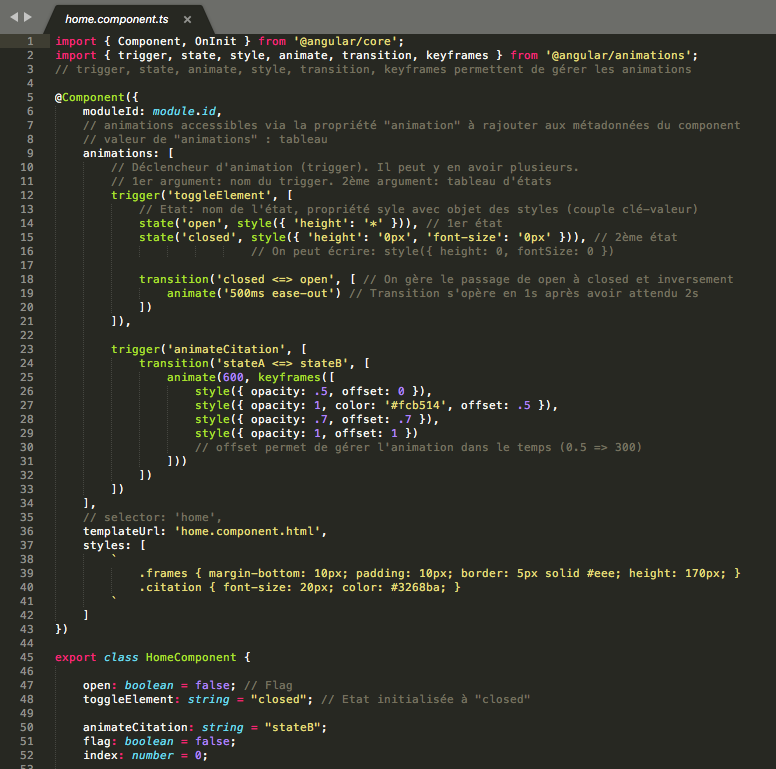 home.component.ts ×
1 import { Component, OnInit } from '@angular/core';
2 import { trigger, state, style, animate, transition, keyframes } from '@angular/animations';
3 // trigger, state, animate, style, transition, keyframes permettent de gérer les animations
4
5 @Component({
6 moduleId: module.id,
7 // animations accessibles via la propriété "animation" à rajouter aux métadonnées du component
8 // valeur de "animations" : tableau
9 animations: [
10 // Déclencheur d'animation (trigger). Il peut y en avoir plusieurs.
11 // 1er argument: nom du trigger. 2ème argument: tableau d'états
12 trigger('toggleElement', [
13 // Etat: nom de l'état, propriété syle avec objet des styles (couple clé-valeur)
14 state('open', style({ 'height': '*' })), // 1er état
15 state('closed', style({ 'height': '0px', 'font-size': '0px' })), // 2ème état
16 // On peut écrire: style({ height: 0, fontSize: 0 })
17
18 transition('closed <=> open', [ // On gère le passage de open à closed et inversement
19 animate('500ms ease-out') // Transition s'opère en 1s après avoir attendu 2s
20 ])
21 ]),
22
23 trigger('animateCitation', [
24 transition('stateA <=> stateB', [
25 animate(600, keyframes([
26 style({ opacity: .5, offset: 0 }),
27 style({ opacity: 1, color: '#fcb514', offset: .5 }),
28 style({ opacity: .7, offset: .7 }),
29 style({ opacity: 1, offset: 1 })
30 // offset permet de gérer l'animation dans le temps (0.5 => 300)
31 ]))
32 ])
33 ])
34 ],
35 // selector: 'home',
36 templateUrl: 'home.component.html',
37 styles: [
38 `
39 .frames { margin-bottom: 10px; padding: 10px; border: 5px solid #eee; height: 170px; }
40 .citation { font-size: 20px; color: #3268ba; }
41 `
42 ]
43 })
44
45 export class HomeComponent {
46
47 open: boolean = false; // Flag
48 toggleElement: string = "closed"; // Etat initialisée à "closed"
49
50 animateCitation: string = "stateB";
51 flag: boolean = false;
52 index: number = 0;
53